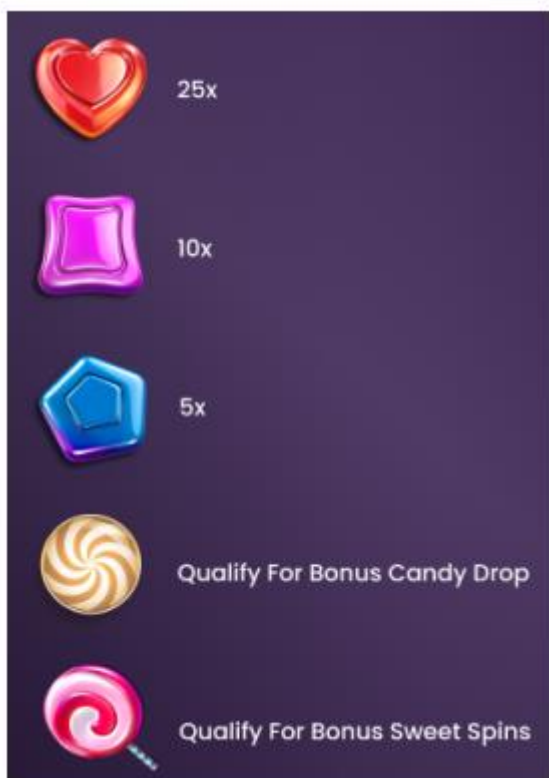 25x
10x
5x
Qualify For Bonus Candy Drop
Qualify For Bonus Sweet Spins